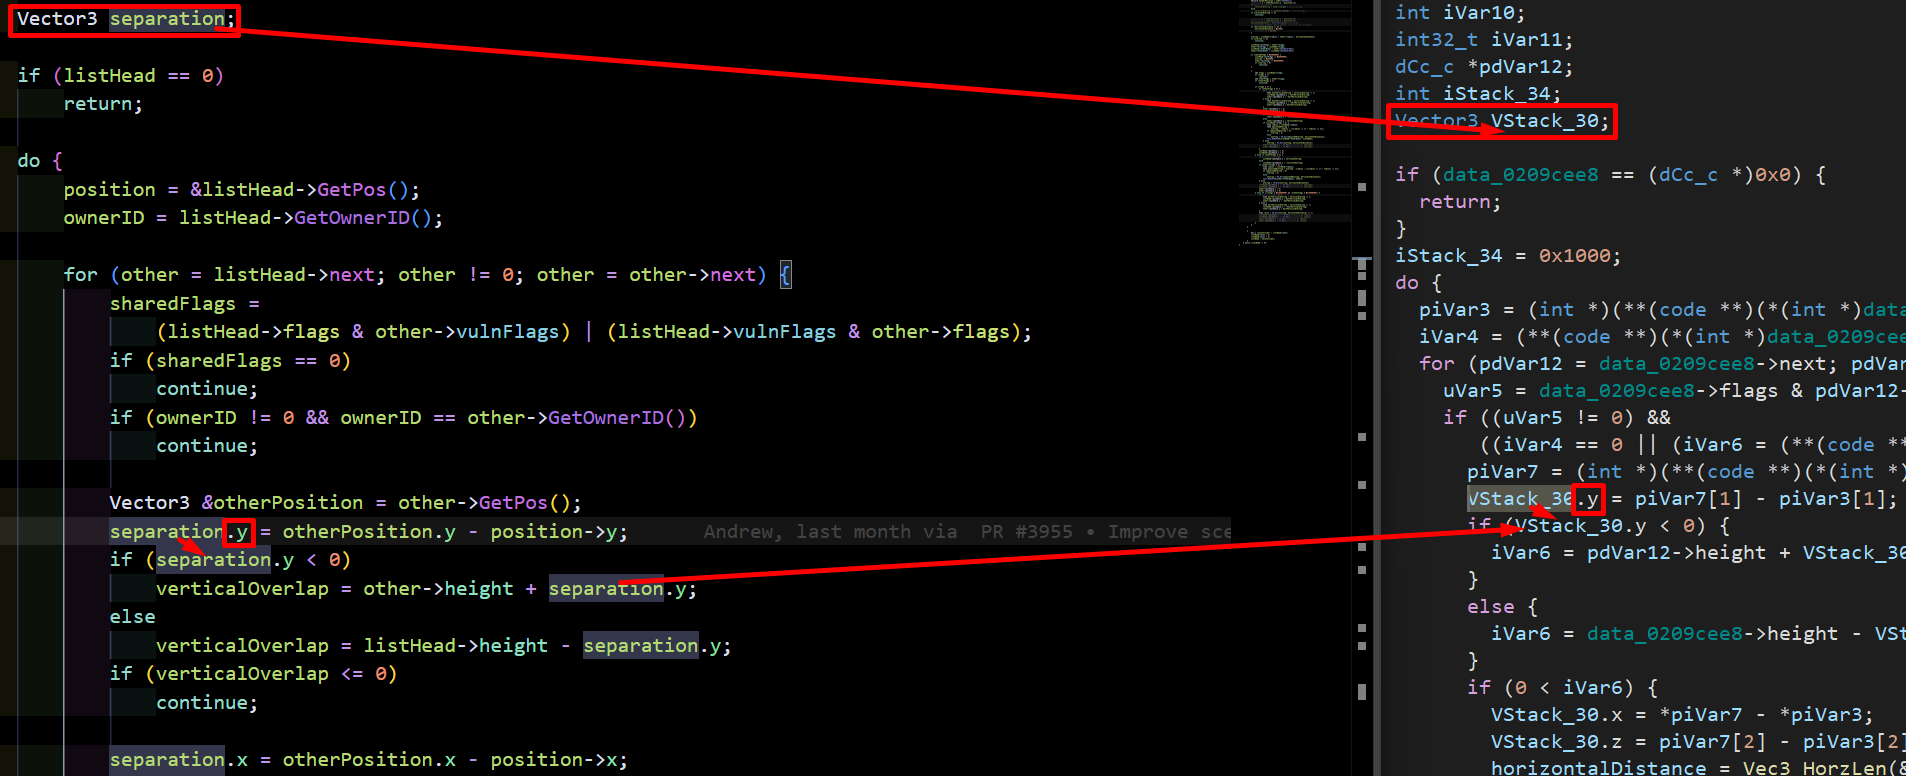 Vector3 separation;
if (listHead == 0)
return;
do {
position = &listHead->GetPos();
ownerID = listHead->GetOwnerID();
for (other = listHead->next; other != 0; other = other->next) {
sharedFlags =
(listHead->flags & other->vulnFlags) | (listHead->vulnFlags & other->flags);
if (sharedFlags == 0)
continue;
if (ownerID != 0 && ownerID == other->GetOwnerID())
continue;
Vector3 &otherPosition = other->GetPos();
separation.y = otherPosition.y - position->y; Andrew, last month via PR #3955 • Improve sce
if (separation.y < 0)
verticalOverlap = other->height + separation.y;
else
verticalOverlap = listHead->height - separation.y;
if (verticalOverlap <= 0)
continue;
separation.x = otherPosition.x - position->x;
int iVar10;
int32_t iVar11;
dCc_c *pdVar12;
int iStack_34;
Vector3 VStack_30;
if (data_0209cee8 == (dCc_c *)0x0) {
return;
}
iStack_34 = 0x1000;
do {
piVar3 = (int *)(**(code **)(*(int *)data
iVar4 = (**(code **)(*(int *)data_0209cee
for (pdVar12 = data_0209cee8->next; pdVar
uVar5 = data_0209cee8->flags & pdVar12-
if ((uVar5 != 0) &&
((iVar4 == 0 || (iVar6 = (**(code **
piVar7 = (int *)(**(code **)(*(int *)
VStack_30.y = piVar7[1] - piVar3[1];
if (VStack_30.y < 0) {
iVar6 = pdVar12->height + VStack_30
}
else {
iVar6 = data_0209cee8->height - VSt
}
if (0 < iVar6) {
VStack_30.x = *piVar7 - *piVar3;
VStack_30.z = piVar7[2] - piVar3[2]
horizontalDistance = Vec3_HorzLen(&